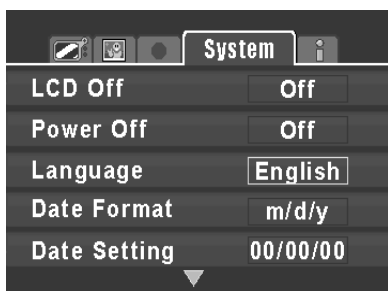 System
LCD Off Off
Power Off Off
Language English
Date Format m/d/y
Date Setting 00/00/00